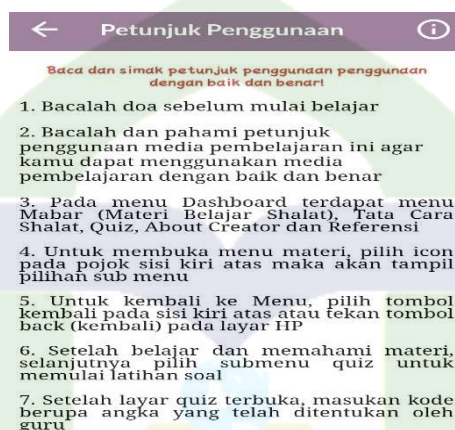 Petunjuk Penggunaan
Baca dan simak petunjuk penggunaan penggunaan
dengan baik dan benar!
1. Bacalah doa sebelum mulai belajar
2. Bacalah dan pahami petunjuk
penggunaan media pembelajaran ini agar
kamu dapat menggunakan media
pembelajaran dengan baik dan benar
3. Pada menu Dashboard terdapat menu
Mabar (Materi Belajar Shalat), Tata Cara
Shalat, Quiz, About Creator dan Referensi
4. Untuk membuka menu materi, pilih icon
pada pojok sisi kiri atas maka akan tampil
pilihan sub menu
5. Untuk kembali ke Menu, pilih tombol
kembali pada sisi kiri atas atau tekan tombol
back (kembali) pada layar HP
6. Setelah belajar dan memahami materi,
selanjutnya pilih submenu quiz untuk
memulai latihan soal
7. Setelah layar quiz terbuka, masukan kode
berupa angka yang telah ditentukan oleh
guru